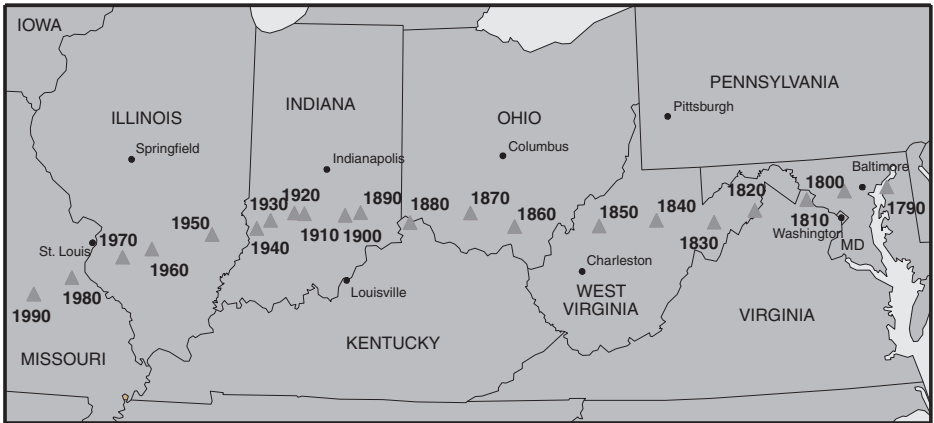 IOWA
PENNSYLVANIA
INDIANA
ILLINOIS
OHIO
Pittsburgh
Springfield
Columbus
Indianapolis
Baltimore
1800
1820
1920
1890
1930
1870
1880
1790
1860
1850
1840
1810
1950
1910
1900
Washington
1970
1940
1830
MD
St. Louis
1960
Charleston
1980
Louisville
WEST
VIRGINIA
1990
VIRGINIA
KENTUCKY
MISSOURI